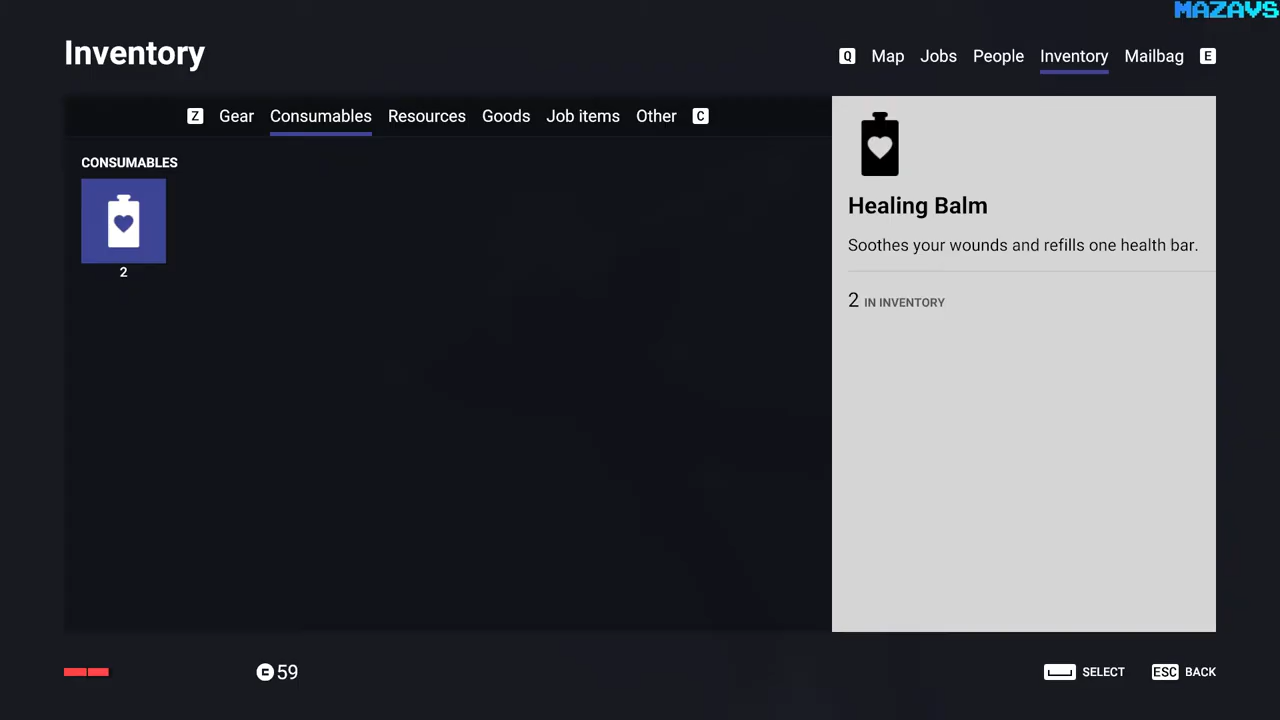 MAZAVS
Inventory
Q Map Jobs People Inventory Mailbag E
Z Gear Consumables Resources Goods Job items Other C
CONSUMABLES
2
Healing Balm
Soothes your wounds and refills one health bar.
2 IN INVENTORY
59
SELECT ESC BACK